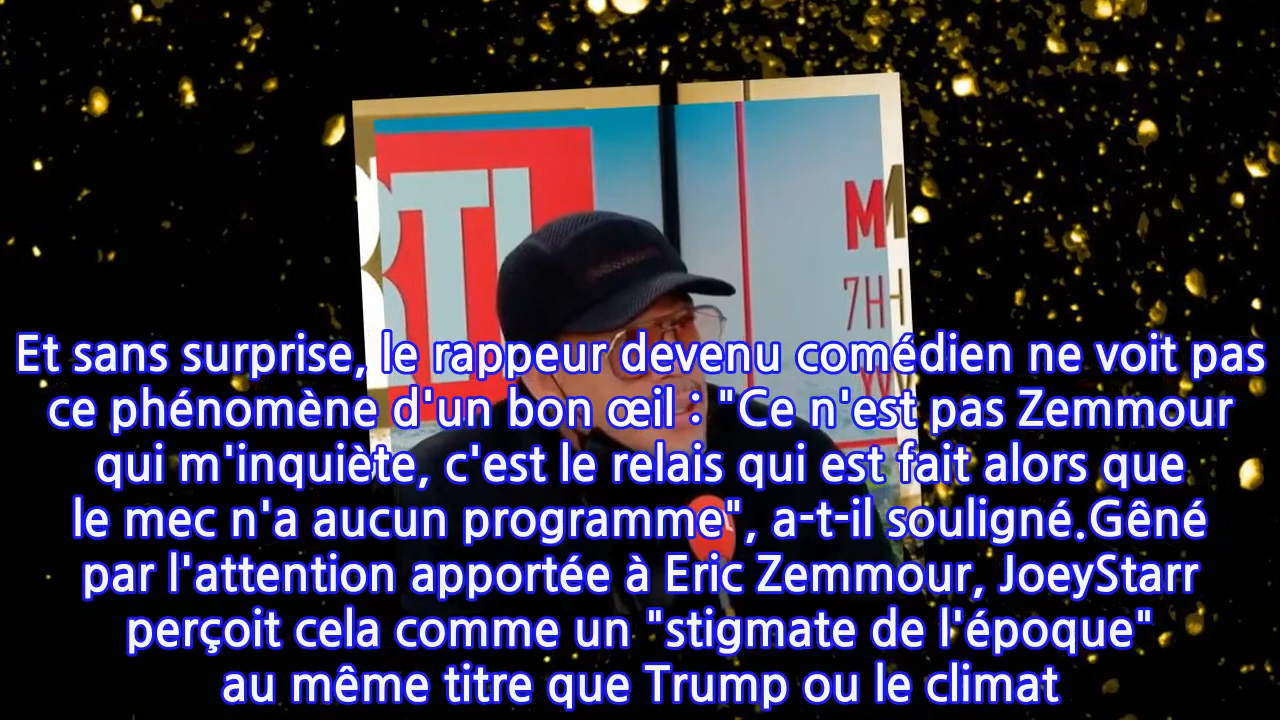 RTL
M
7H
Et sans surprise, le rappeur devenu comédien ne voit pas
ce phénomène d'un bon œil : "Ce n'est pas Zemmour
qui m'inquiète, c'est le relais qui est fait alors que
le mec n'a aucun programme", a-t-il souligné.Gêné
par l'attention apportée à Eric Zemmour, JoeyStarr
perçoit cela comme un "stigmate de l'époque"
au même titre que Trump ou le climat